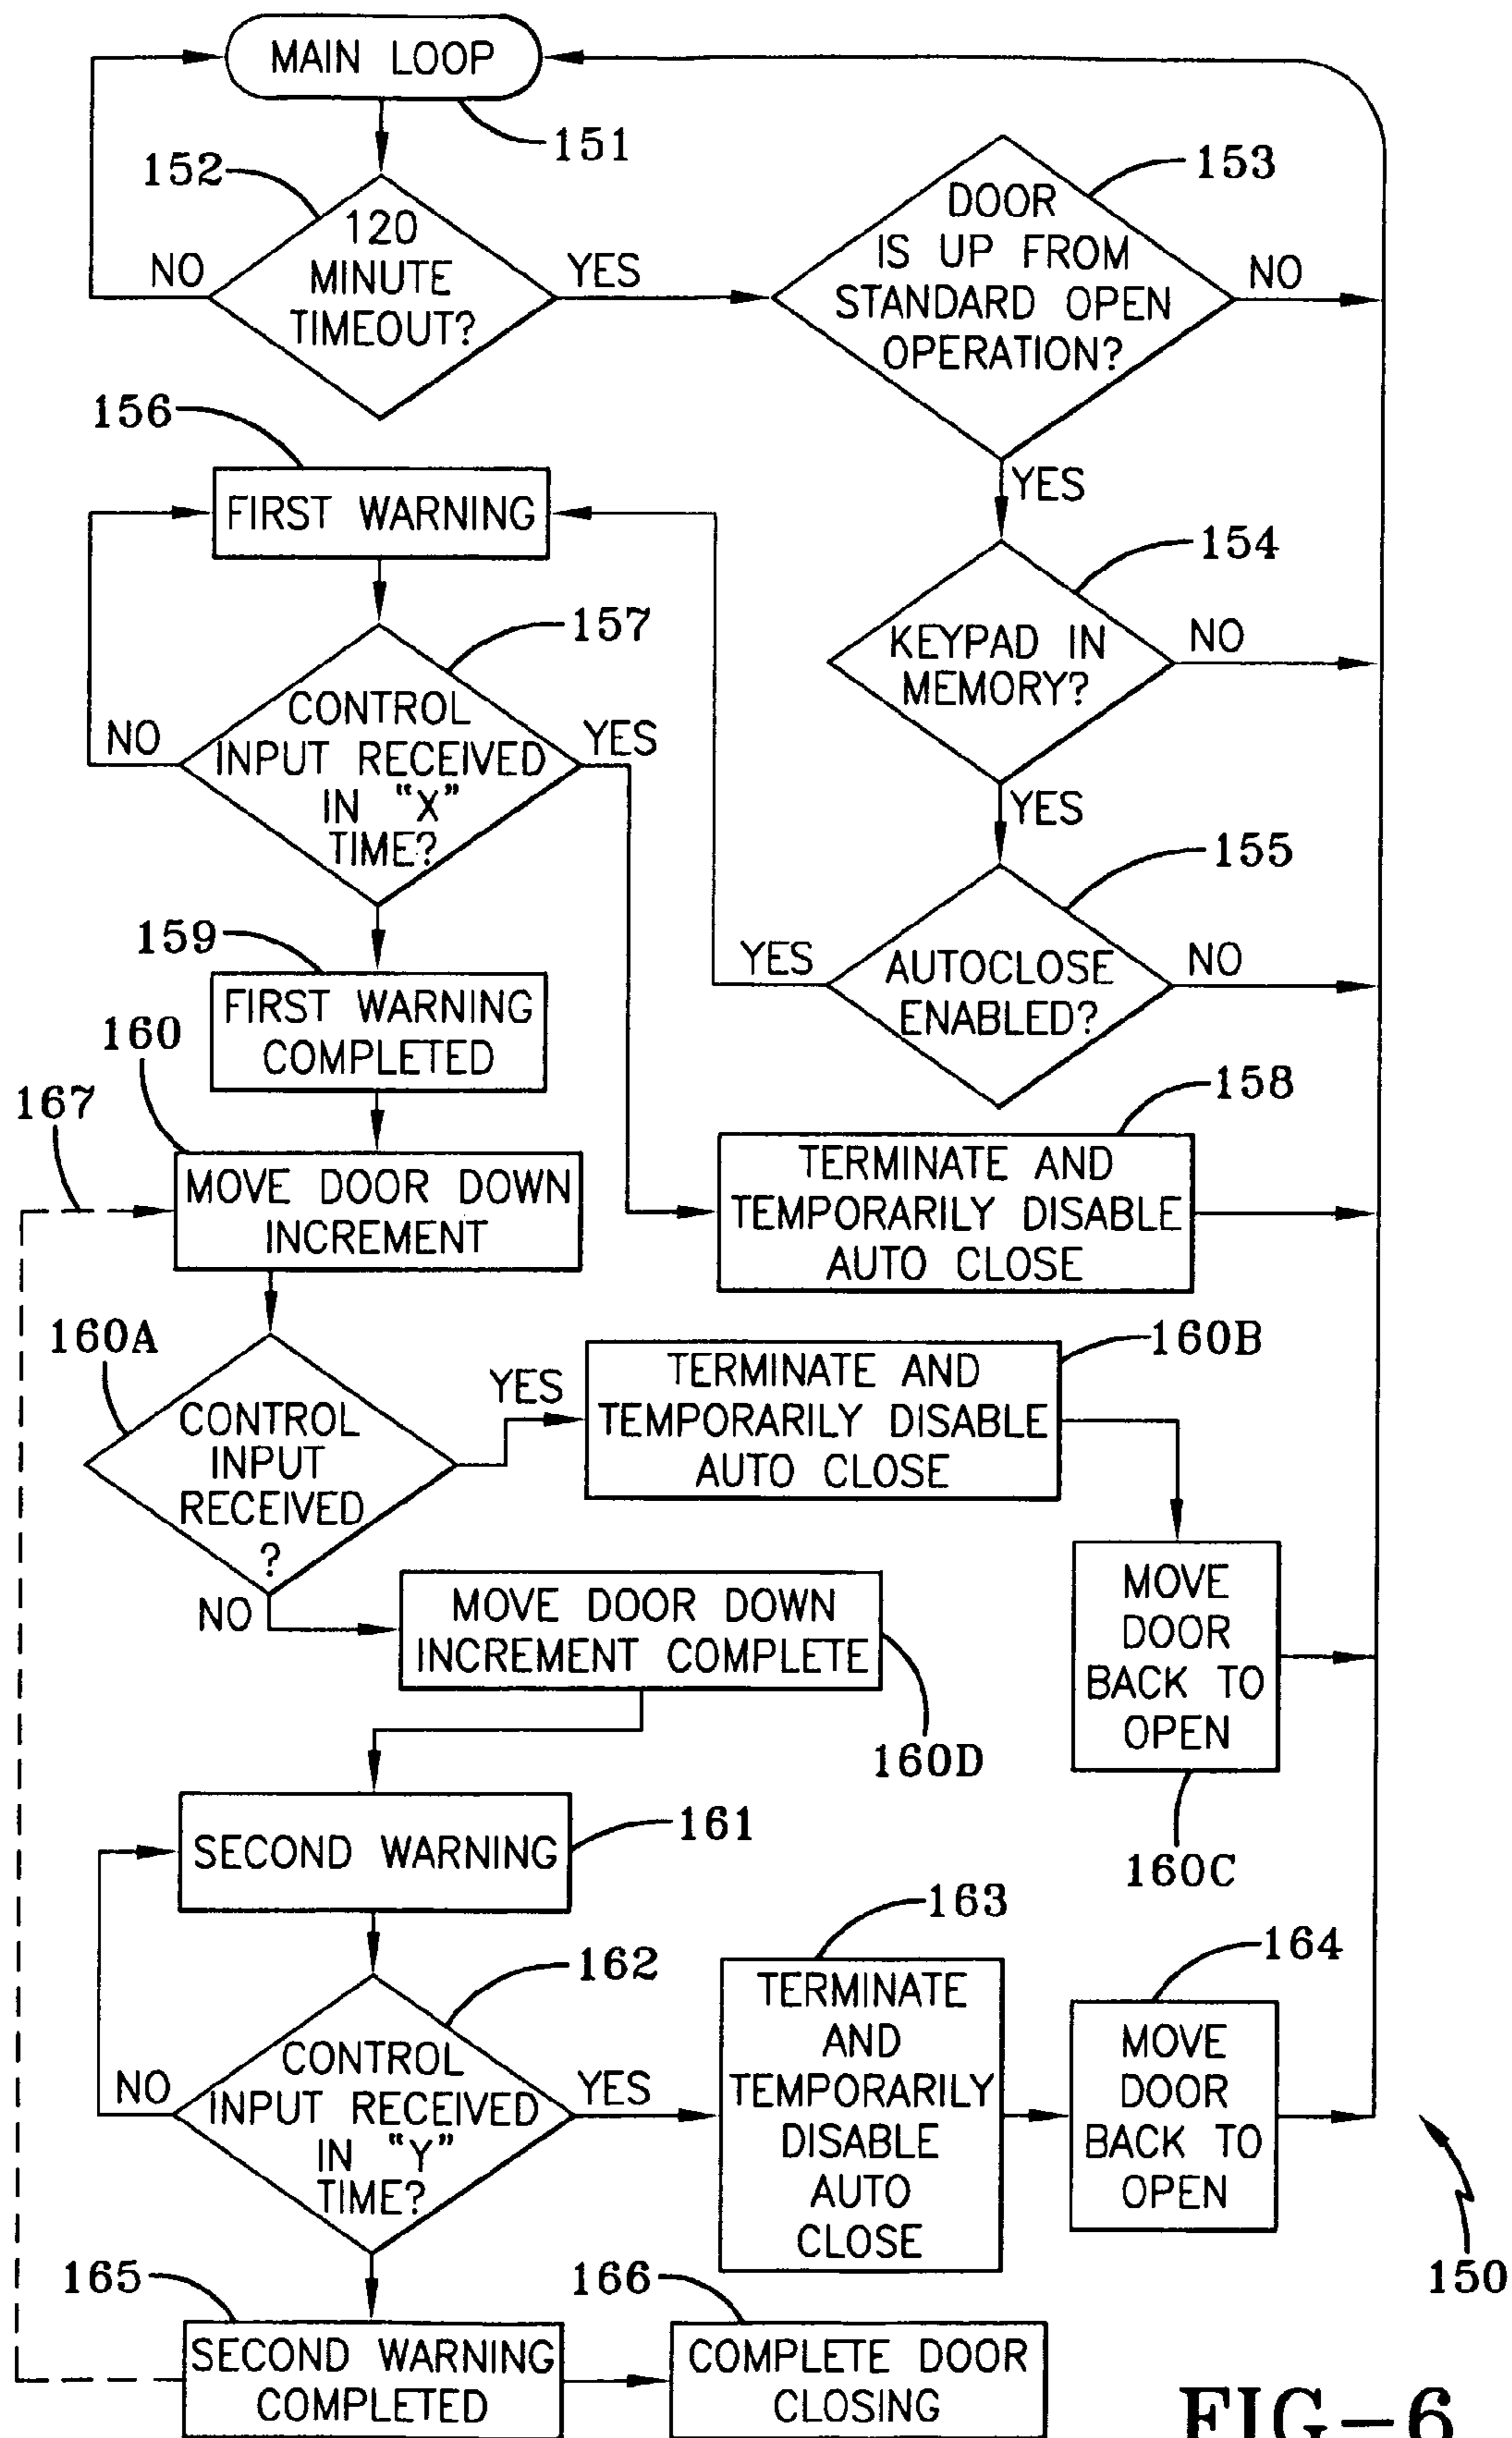 MAIN LOOP
151
152
120
MINUTE
TIMEOUT?
NO
YES
153
DOOR
IS UP FROM
STANDARD OPEN
OPERATION?
NO
YES
156
FIRST WARNING
154
KEYPAD IN
MEMORY?
NO
YES
157
CONTROL
INPUT RECEIVED
IN "X"
TIME?
NO
YES
155
AUTOCLOSE
ENABLED?
YES
NO
159
FIRST WARNING
COMPLETED
158
TERMINATE AND
TEMPORARILY DISABLE
AUTO CLOSE
160
167
MOVE DOOR DOWN
INCREMENT
160A
CONTROL
INPUT
RECEIVED
?
YES
NO
160B
TERMINATE AND
TEMPORARILY DISABLE
AUTO CLOSE
MOVE DOOR DOWN
INCREMENT COMPLETE
160D
MOVE
DOOR
BACK TO
OPEN
160C
SECOND WARNING
161
162
CONTROL
INPUT RECEIVED
IN "Y"
TIME?
NO
YES
163
TERMINATE
AND
TEMPORARILY
DISABLE
AUTO
CLOSE
164
MOVE
DOOR
BACK TO
OPEN
150
165
SECOND WARNING
COMPLETED
166
COMPLETE DOOR
CLOSING
FIG-6